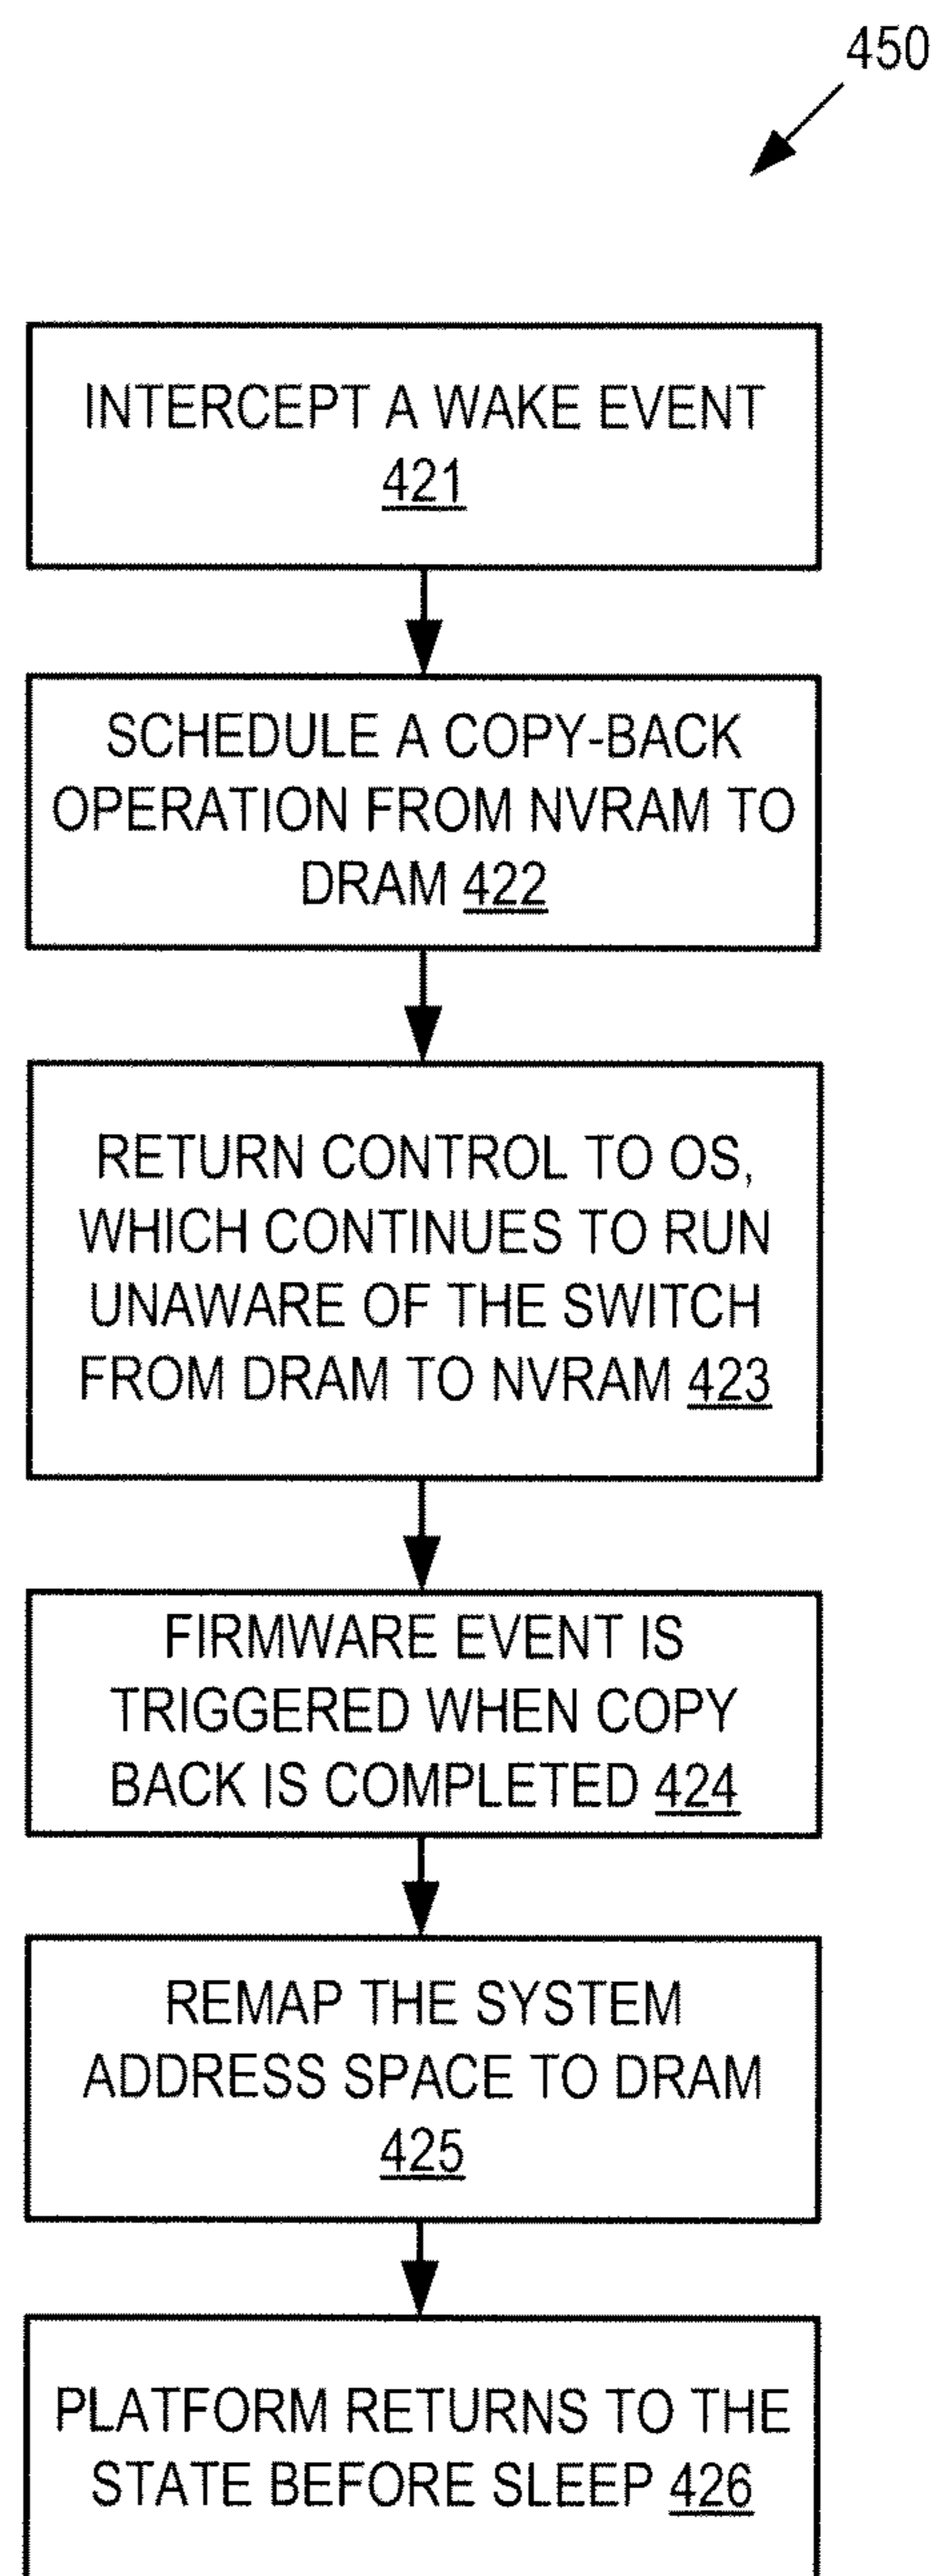 450
INTERCEPT A WAKE EVENT
421
SCHEDULE A COPY-BACK
OPERATION FROM NVRAM TO
DRAM 422
RETURN CONTROL TO OS,
WHICH CONTINUES TO RUN
UNAWARE OF THE SWITCH
FROM DRAM TO NVRAM 423
FIRMWARE EVENT IS
TRIGGERED WHEN COPY
BACK IS COMPLETED 424
REMAP THE SYSTEM
ADDRESS SPACE TO DRAM
425
PLATFORM RETURNS TO THE
STATE BEFORE SLEEP 426